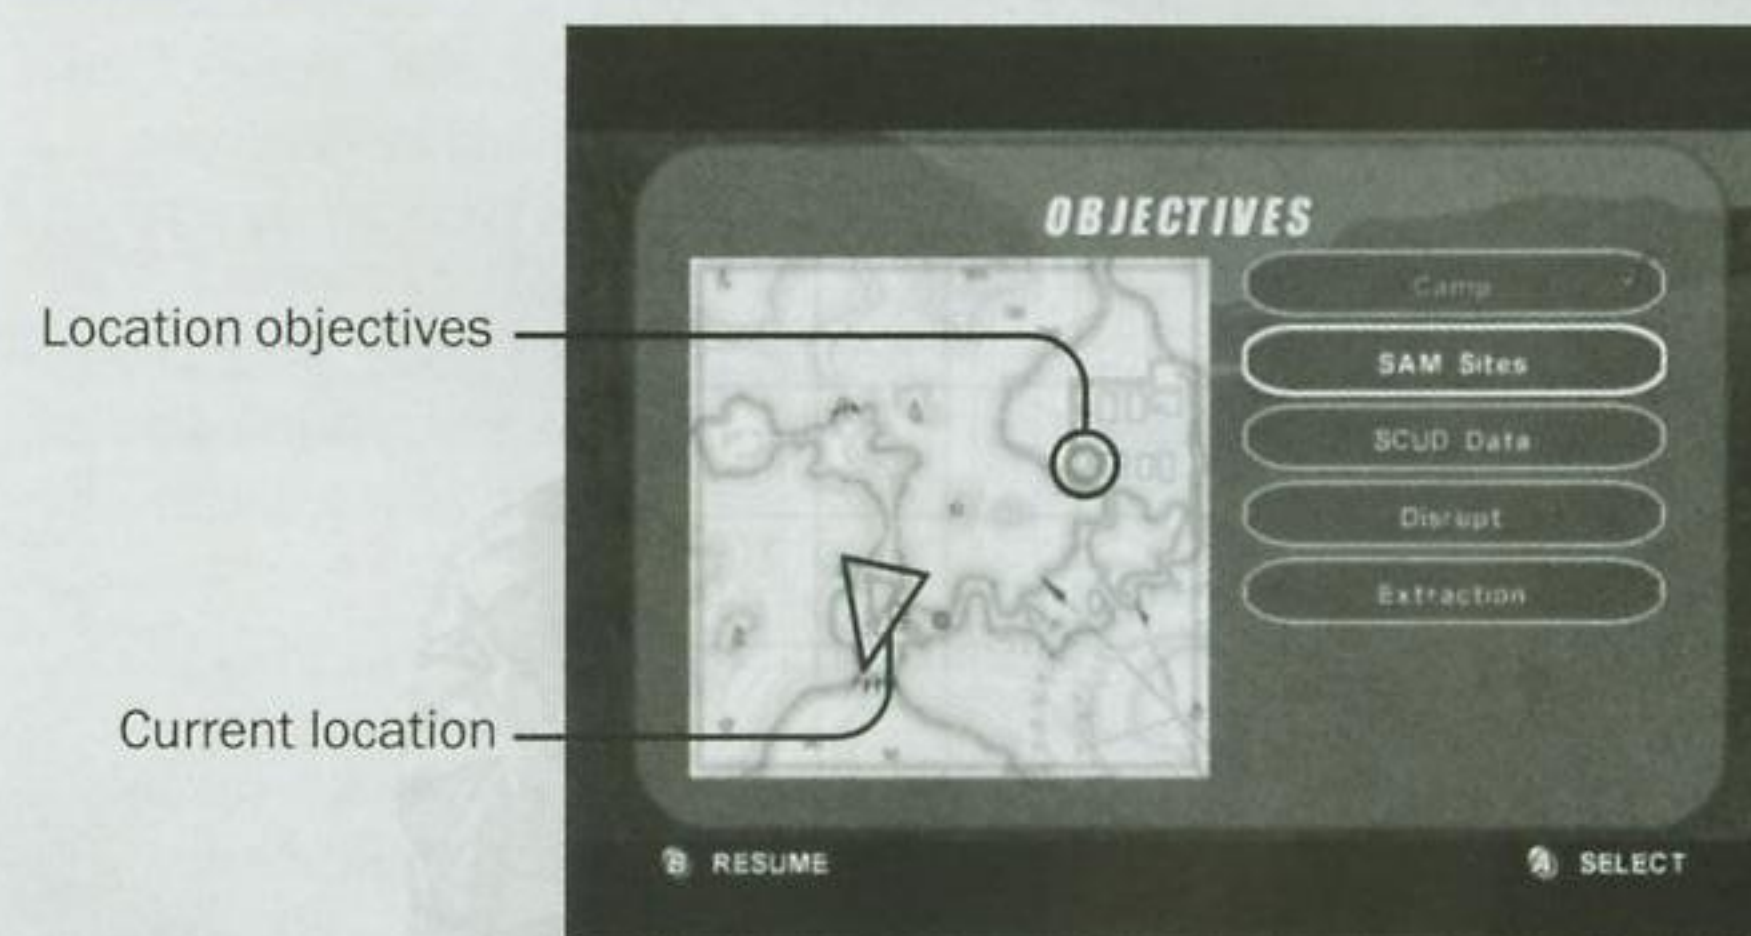 OBJECTIVES
Camp
Location objectives
SAM Sites
SCUD Data
Disrupt
Extraction
Current location
B RESUME
A SELECT